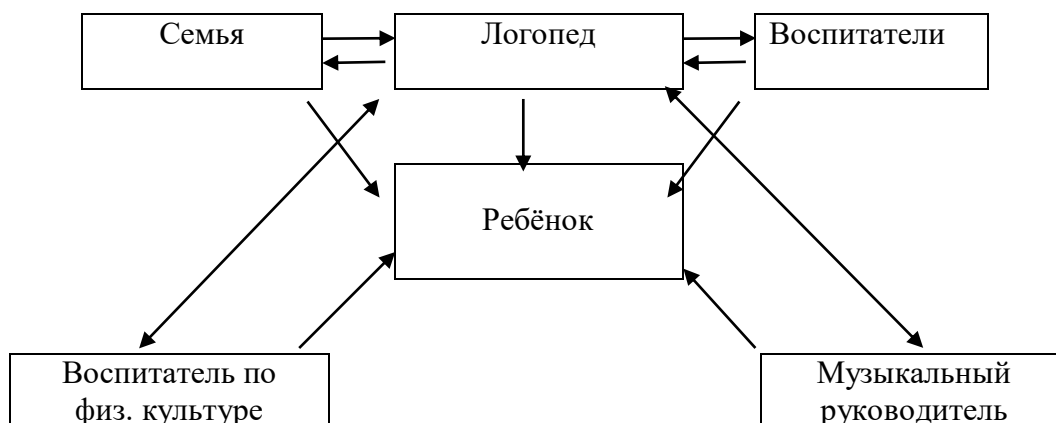 Семья
Логопед
Воспитатели
Ребёнок
Воспитатель по
физ. культуре
Музыкальный
руководитель